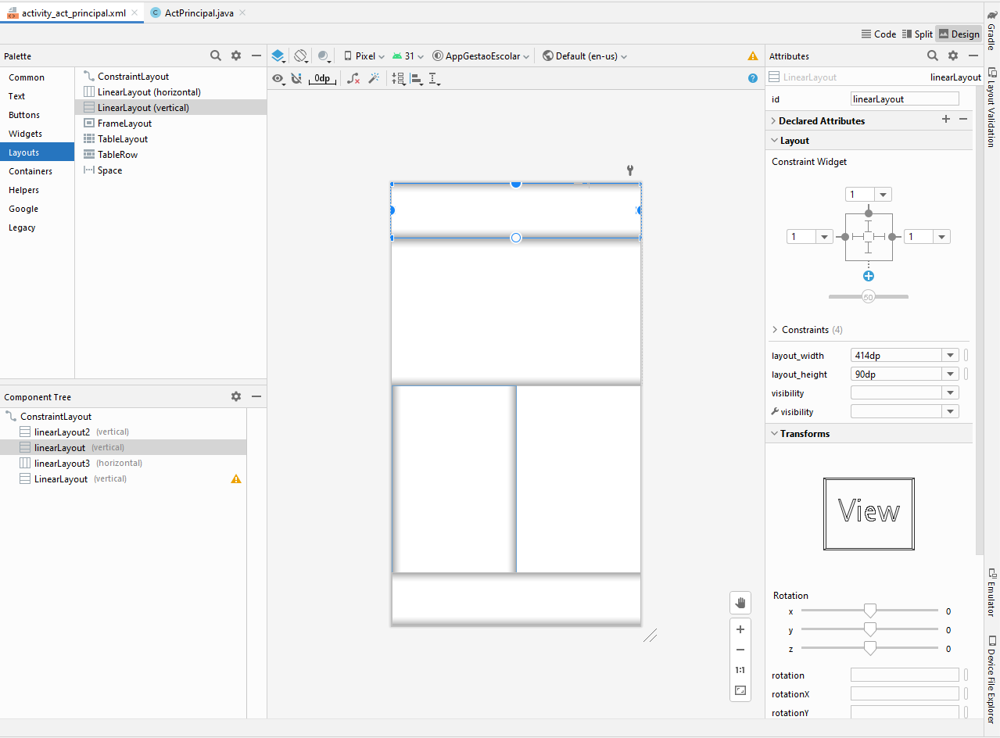 activity_act_principal.xml
ActPrincipal.java
Code
Split
Design
Palette
Pixel
31
AppGestaoEscolar
Default (en-us)
Attributes
Common
Text
Buttons
Widgets
Layouts
Containers
Helpers
Google
Legacy
ConstraintLayout
LinearLayout (horizontal)
LinearLayout (vertical)
FrameLayout
TableLayout
TableRow
Space
0dp
Component Tree
ConstraintLayout
linearLayout2 (vertical)
linearLayout (vertical)
linearLayout3 (horizontal)
LinearLayout (vertical)
1:1
LinearLayout
linearLayout
id
linearLayout
Declared Attributes
Layout
Constraint Widget
1
1
1
50
Constraints (4)
layout_width
414dp
layout_height
90dp
visibility
visibility
Transforms
View
Rotation
x
0
y
0
z
0
rotation
rotationX
rotationY
Gradle
Layout Validation
Emulator
Device File Explorer